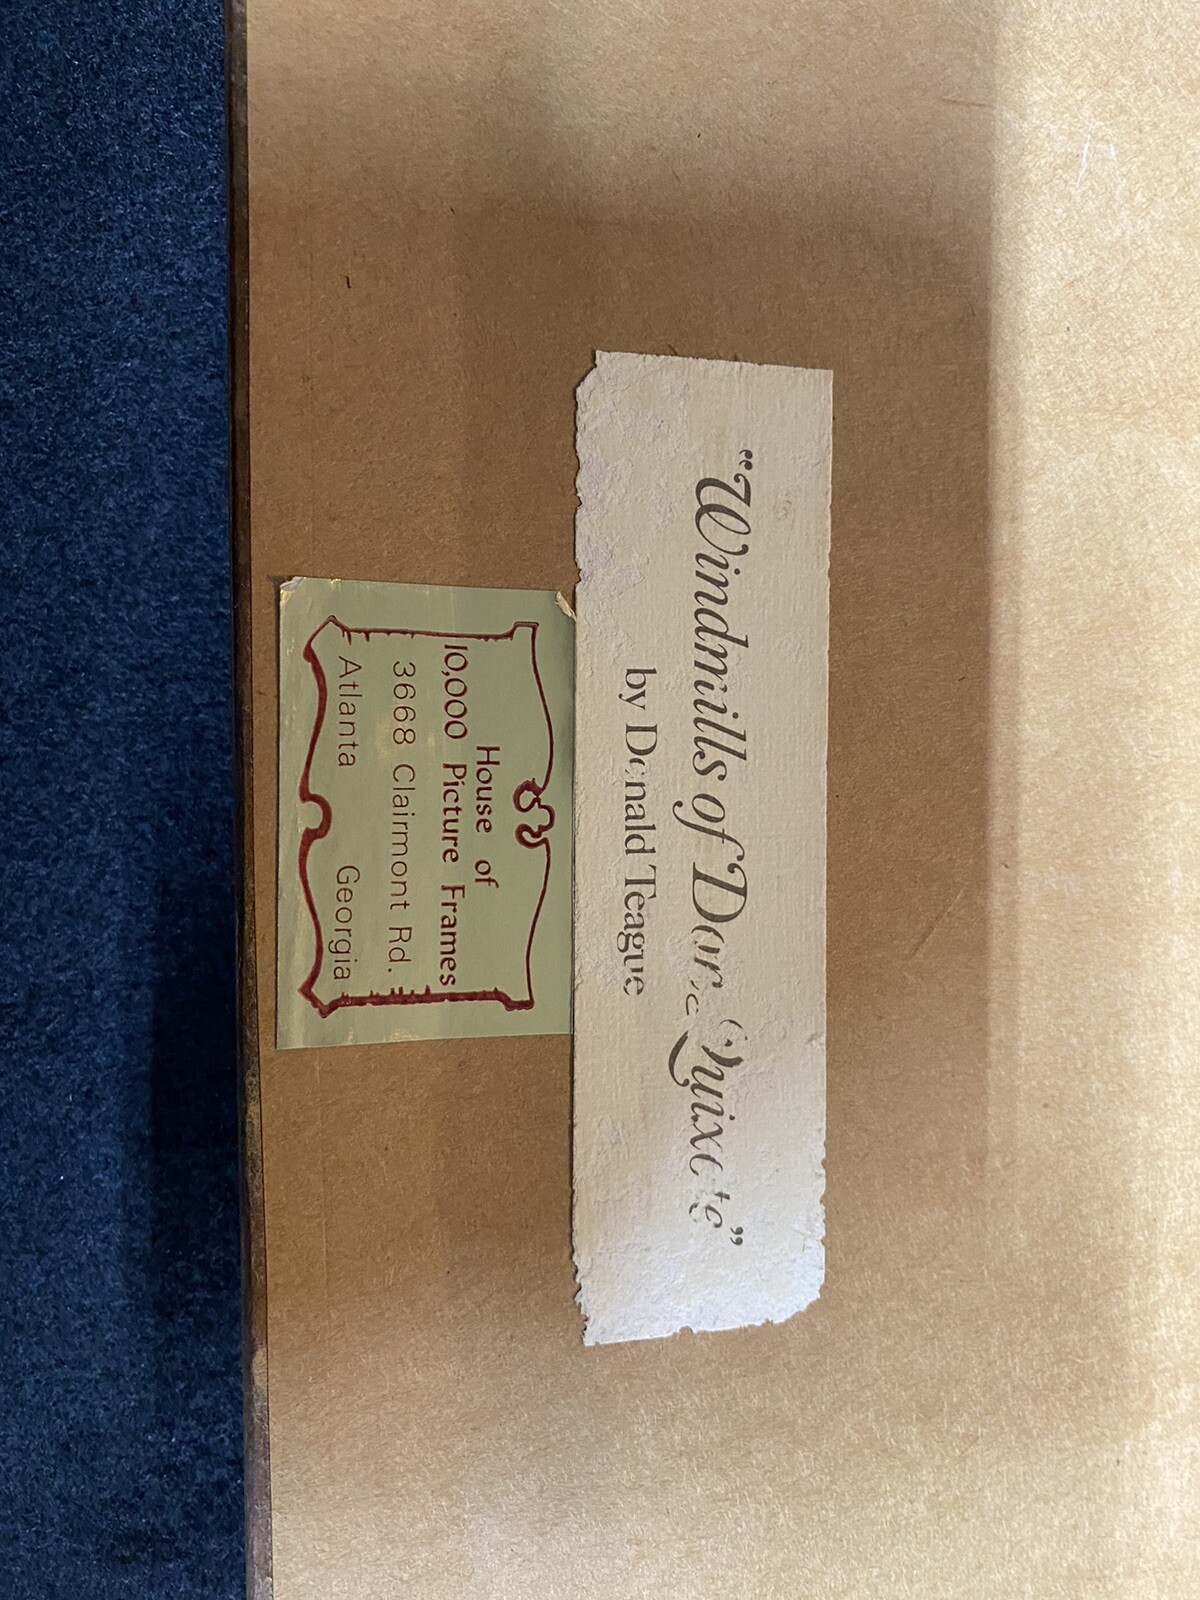 “Windmills of Don Quixote”
by Donald Teague
House of
10,000 Picture Frames
3668 Clairmont Rd.
Atlanta Georgia